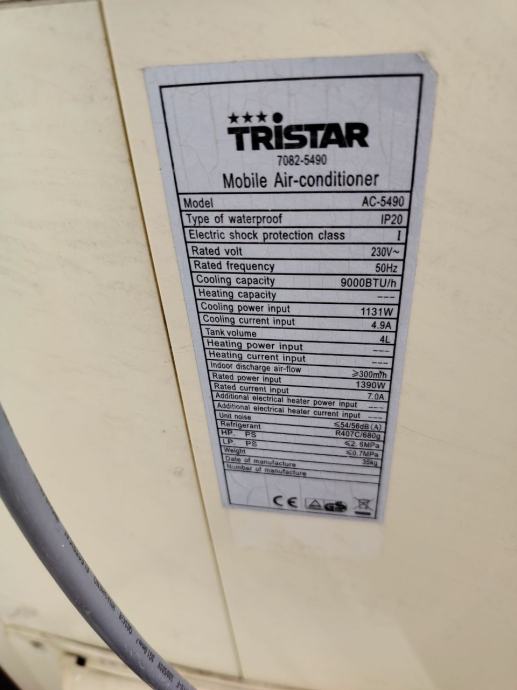 TRISTAR
7082-5490
Mobile Air-conditioner
Model AC-5490
Type of waterproof IP20
Electric shock protection class I
Rated volt 230V~
Rated frequency 50Hz
Cooling capacity 9000BTU/h
Heating capacity ---
Cooling power input 1131W
Cooling current input 4.9A
Tank volume 4L
Heating power input ---
Heating current input ---
Indoor discharge air-flow ≥300m³/h
Rated power input 1390W
Rated current input 7.0A
Additional electrical heater power input ---
Additional electrical heater current input ---
Unit noise ≤54/56dB(A)
Refrigerant R407C/680g
HP. PS ≤2.6MPa
LP. PS ≤0.7MPa
Weight 35kg
Date of manufacture
Number of manufacture
CE GS